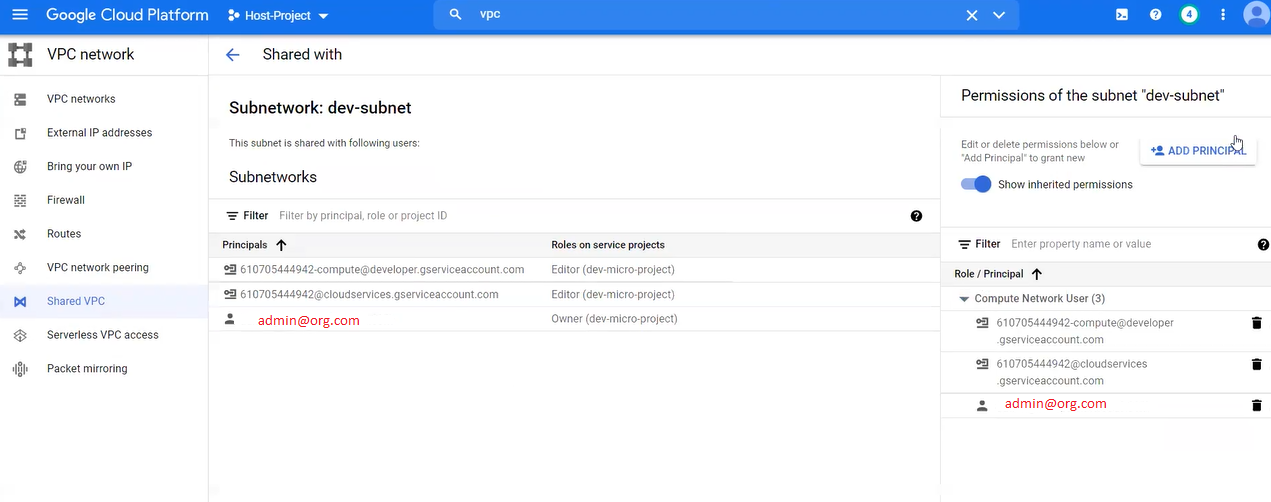 Google Cloud Platform
Host-Project
vpc
4
VPC network
Shared with
VPC networks
External IP addresses
Bring your own IP
Firewall
Routes
VPC network peering
Shared VPC
Serverless VPC access
Packet mirroring
Subnetwork: dev-subnet
This subnet is shared with following users:
Subnetworks
Filter Filter by principal, role or project ID
Principals Roles on service projects
610705444942-compute@developer.gserviceaccount.com Editor (dev-micro-project)
610705444942@cloudservices.gserviceaccount.com Editor (dev-micro-project)
admin@org.com Owner (dev-micro-project)
Permissions of the subnet "dev-subnet"
Edit or delete permissions below or
"Add Principal" to grant new
ADD PRINCIPAL
Show inherited permissions
Filter Enter property name or value
Role / Principal
Compute Network User (3)
610705444942-compute@developer
.gserviceaccount.com
610705444942@cloudservices
.gserviceaccount.com
admin@org.com